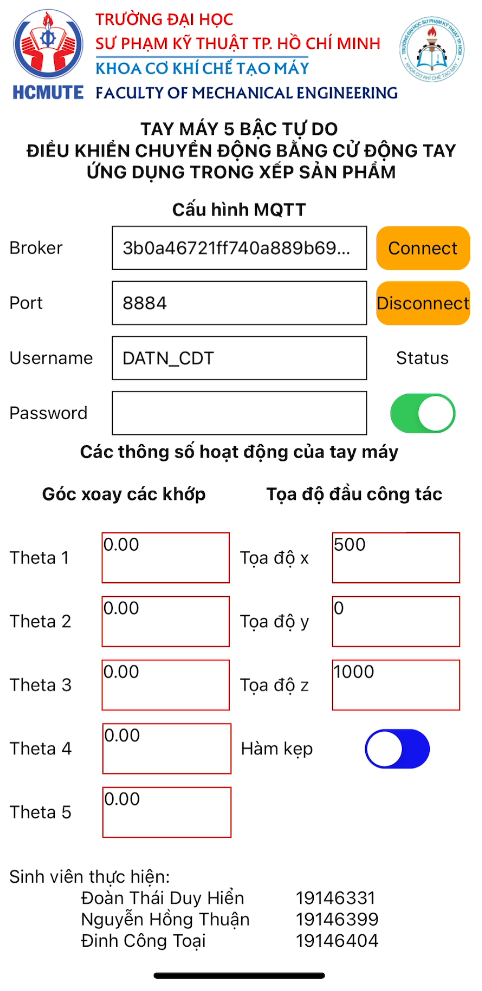 TRƯỜNG ĐẠI HỌC
SƯ PHẠM KỸ THUẬT TP. HỒ CHÍ MINH
KHOA CƠ KHÍ CHẾ TẠO MÁY
HCMUTE FACULTY OF MECHANICAL ENGINEERING
TAY MÁY 5 BẬC TỰ DO
ĐIỀU KHIỂN CHUYỂN ĐỘNG BẰNG CỬ ĐỘNG TAY
ỨNG DỤNG TRONG XẾP SẢN PHẨM
Cấu hình MQTT
Broker 3b0a46721ff740a889b69... Connect
Port 8884 Disconnect
Username DATN_CDT Status
Password
Các thông số hoạt động của tay máy
Góc xoay các khớp Tọa độ đầu công tác
Theta 1 0.00 Tọa độ x 500
Theta 2 0.00 Tọa độ y 0
Theta 3 0.00 Tọa độ z 1000
Theta 4 0.00 Hàm kẹp
Theta 5 0.00
Sinh viên thực hiện:
Đoàn Thái Duy Hiển 19146331
Nguyễn Hồng Thuận 19146399
Đinh Công Toại 19146404